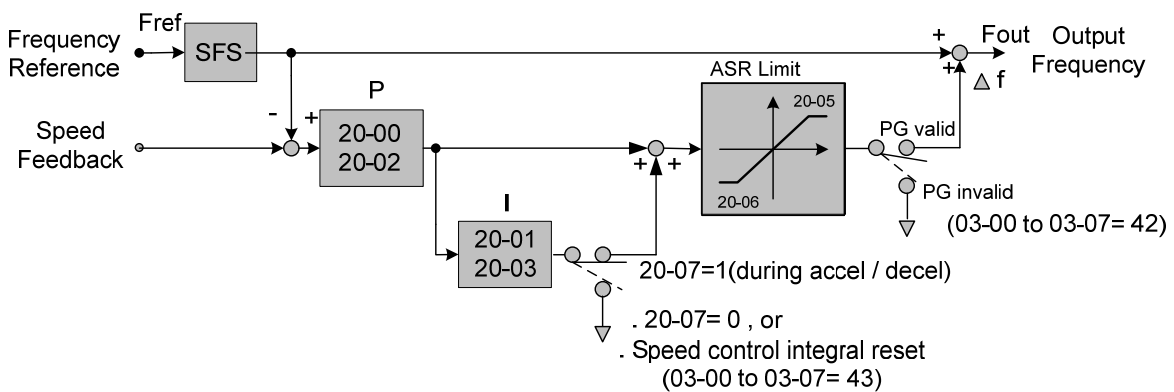 Frequency
Reference
Fref
SFS
+
+
Fout
Δ f
Output
Frequency
Speed
Feedback
-
+
P
20-00
20-02
I
20-01
20-03
+
+
ASR Limit
20-05
20-06
PG valid
PG invalid
(03-00 to 03-07= 42)
20-07=1(during accel / decel)
. 20-07= 0 , or
. Speed control integral reset
(03-00 to 03-07= 43)